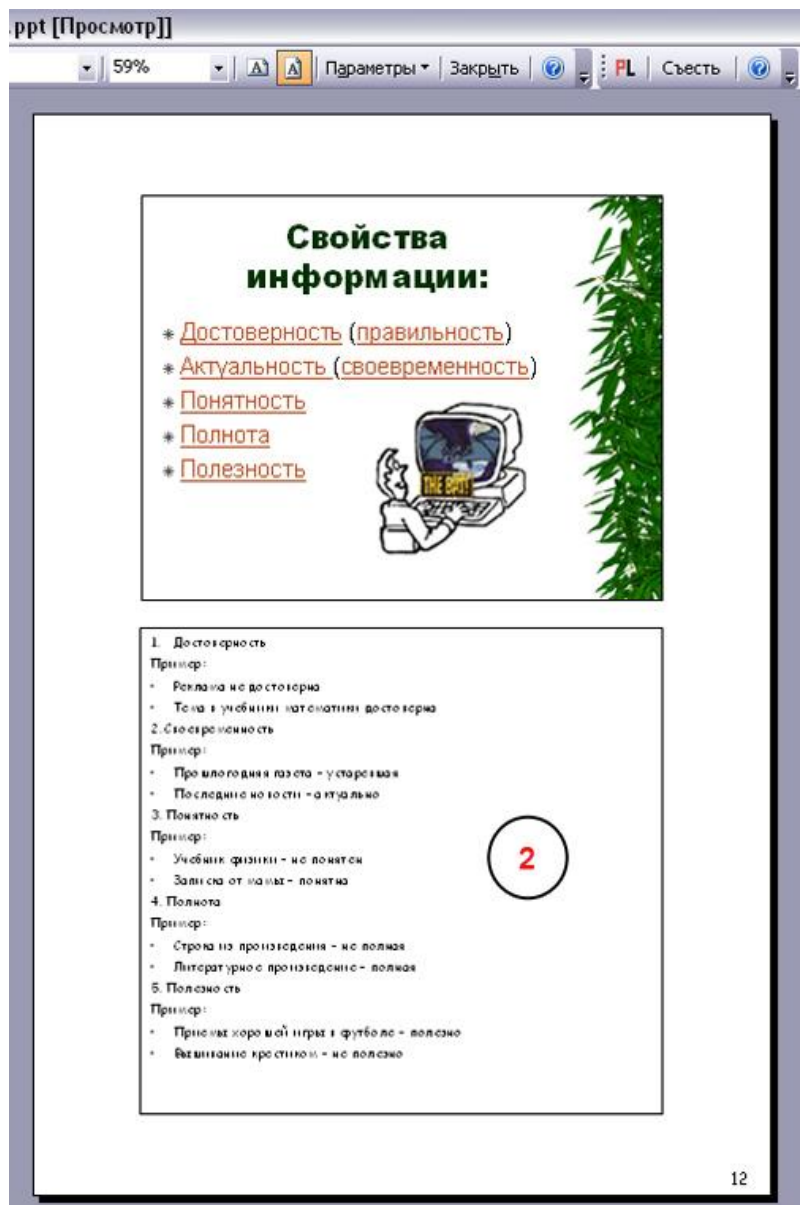 .ppt [Просмотр]]
59% Параметры Закрыть PL Съесть
Свойства
информации:
Достоверность (правильность)
Актуальность (своевременность)
Понятность
Полнота
Полезность
THE BAT!
1. Достоверность
Пример:
• Реклама не достоверна
• Тема в учебники математики достоверна
2. Своевременность
Пример:
• Прошлогодняя газета – устаревшая
• Последние новости – актуально
3. Понятность
Пример:
• Учебник физики – не понятен
• Записка от мамы – понятна
4. Полнота
Пример:
• Строка из произведения – не полная
• Литературное произведение – полная
5. Полезность
Пример:
• Приемы хорошей игры в футболе – полезно
• Вышивание крестиком – не полезно
2
12